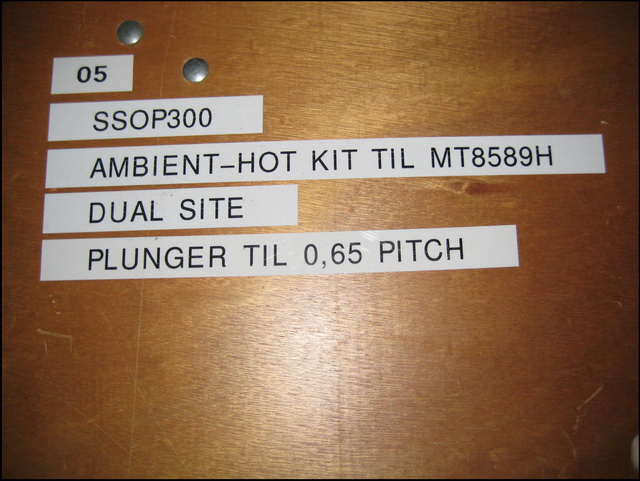 05
SSOP300
AMBIENT-HOT KIT TIL MT8589H
DUAL SITE
PLUNGER TIL 0,65 PITCH